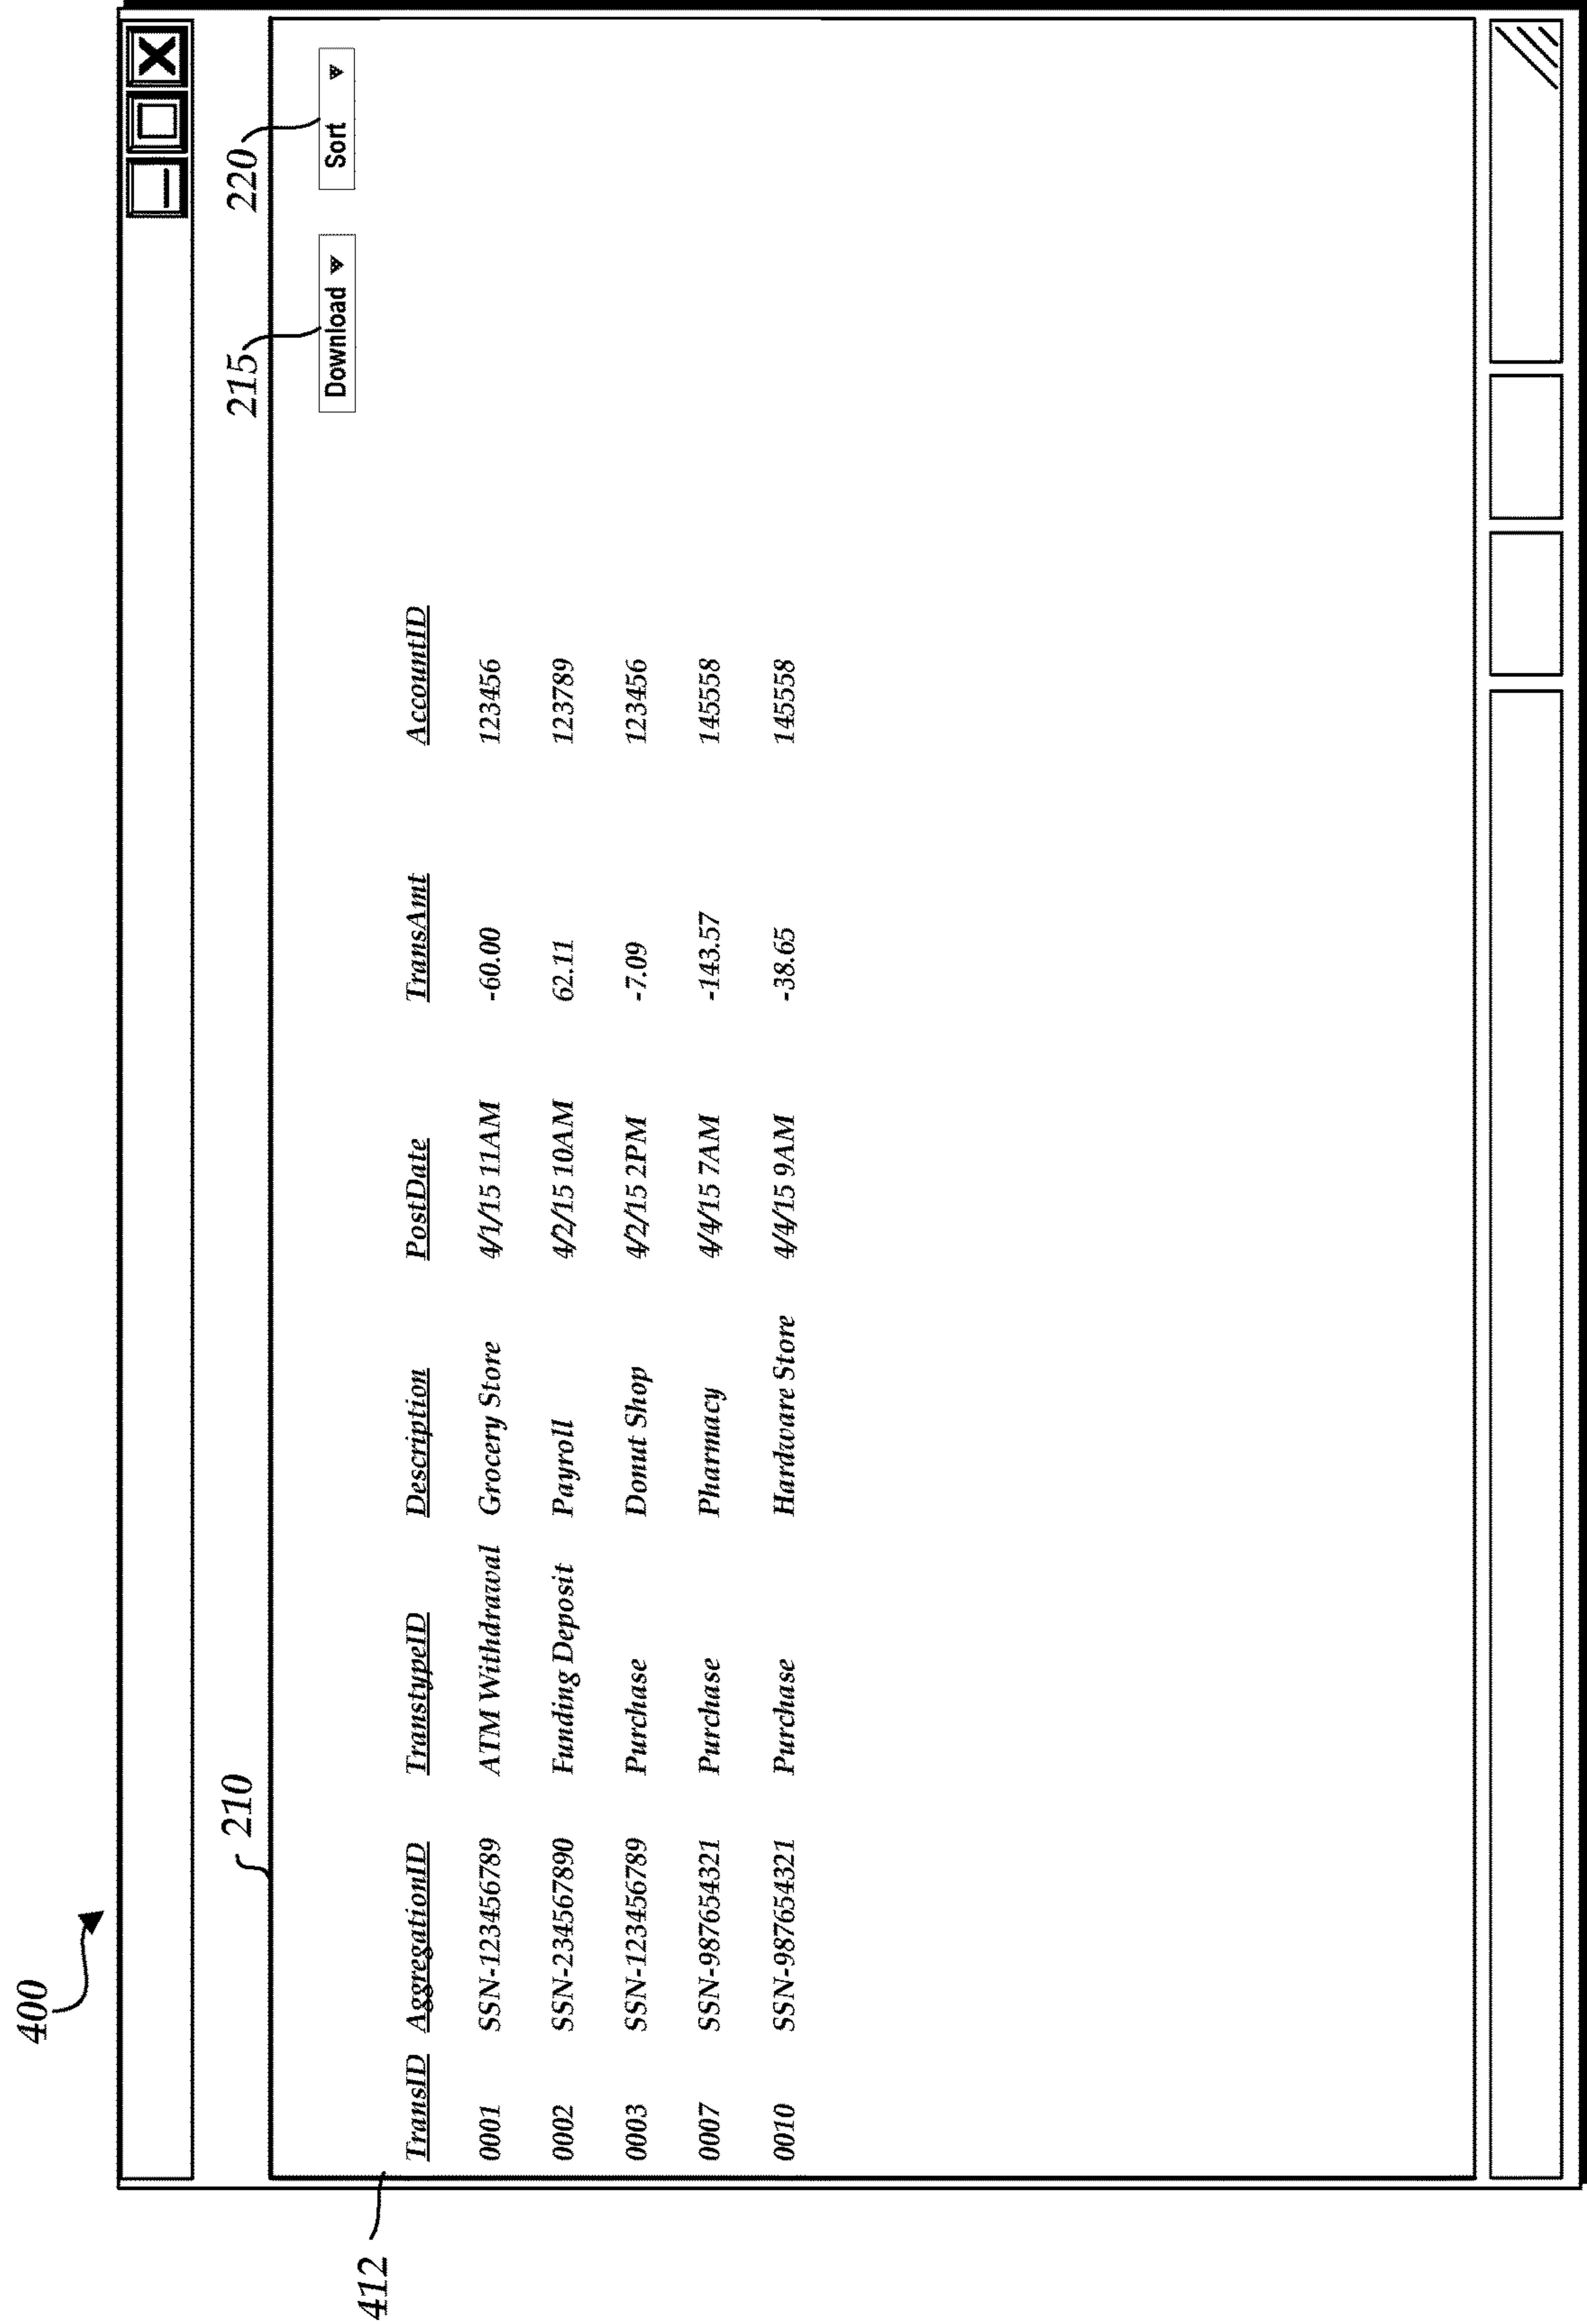 400
210
215
220
Download
Sort
412
TransID AggregationID TranstypeID Description PostDate TransAmt AccountID
0001 SSN-123456789 ATM Withdrawal Grocery Store 4/1/15 11AM -60.00 123456
0002 SSN-234567890 Funding Deposit Payroll 4/2/15 10AM 62.11 123789
0003 SSN-123456789 Purchase Donut Shop 4/2/15 2PM -7.09 123456
0007 SSN-987654321 Purchase Pharmacy 4/4/15 7AM -143.57 145558
0010 SSN-987654321 Purchase Hardware Store 4/4/15 9AM -38.65 145558